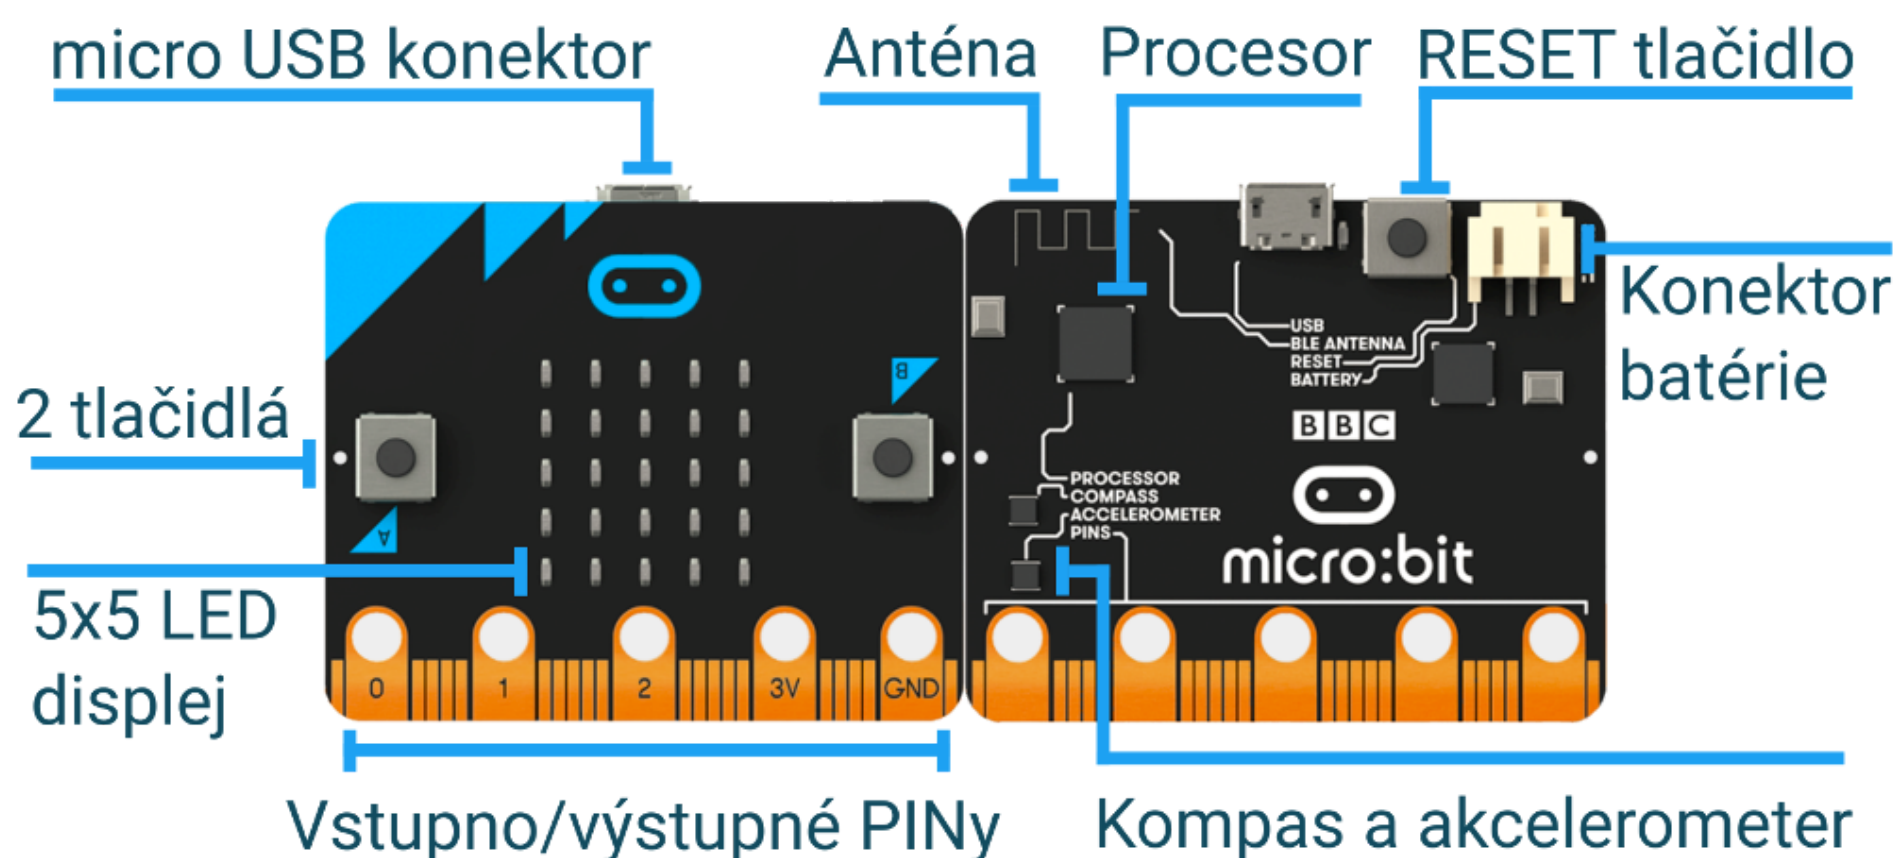 micro USB konektor
Anténa
Procesor
RESET tlačidlo
Konektor
batérie
2 tlačidlá
5x5 LED
displej
B
A
0
1
2
3V
GND
USB
BLE ANTENNA
RESET
BATTERY
BBC
PROCESSOR
COMPASS
ACCELEROMETER
PINS
micro:bit
Vstupno/výstupné PINy
Kompas a akcelerometer